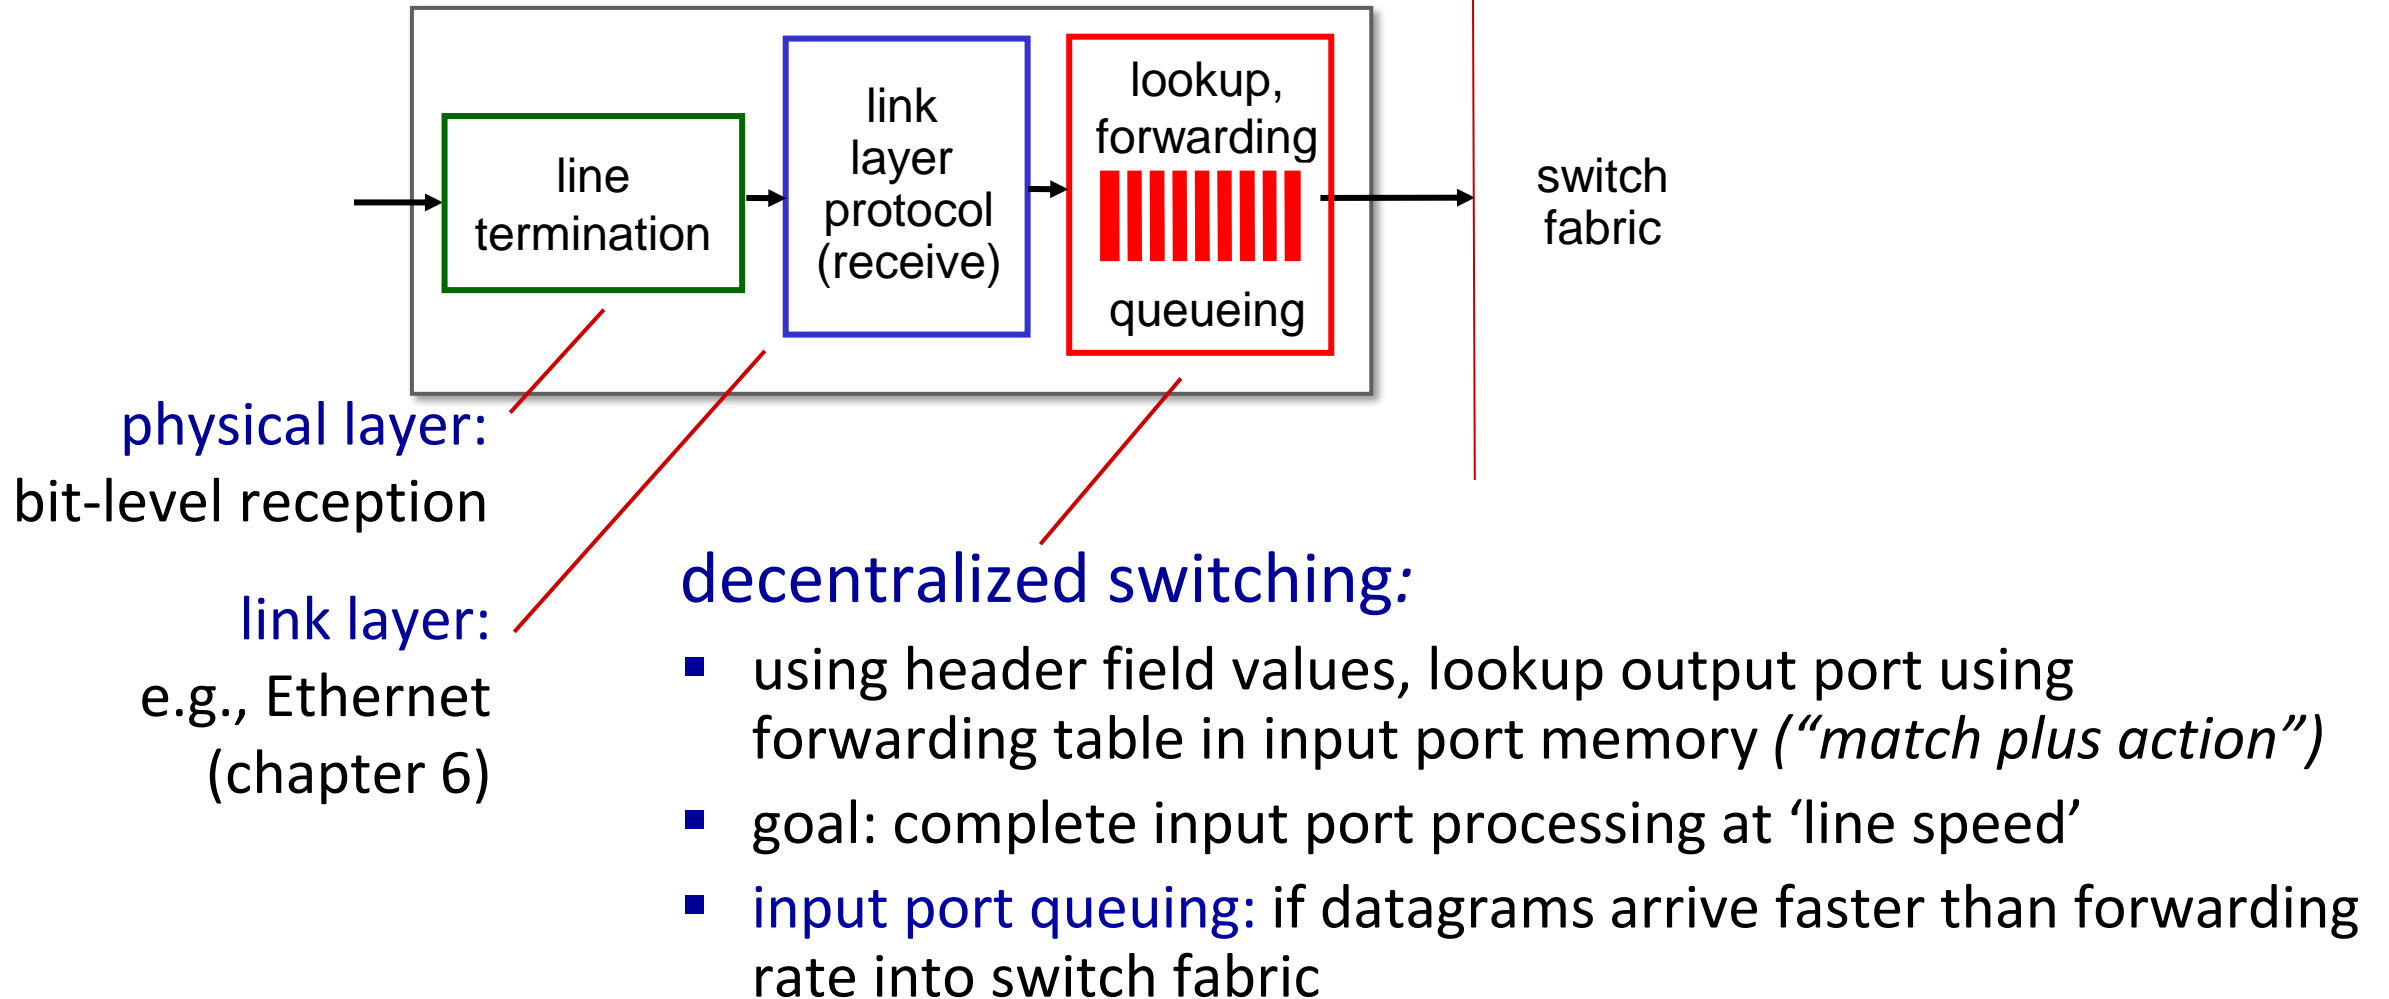 line
termination
link
layer
protocol
(receive)
lookup,
forwarding
queueing
switch
fabric
physical layer:
bit-level reception
link layer:
e.g., Ethernet
(chapter 6)
decentralized switching:
using header field values, lookup output port using
forwarding table in input port memory (“match plus action”)
goal: complete input port processing at ‘line speed’
input port queuing: if datagrams arrive faster than forwarding
rate into switch fabric